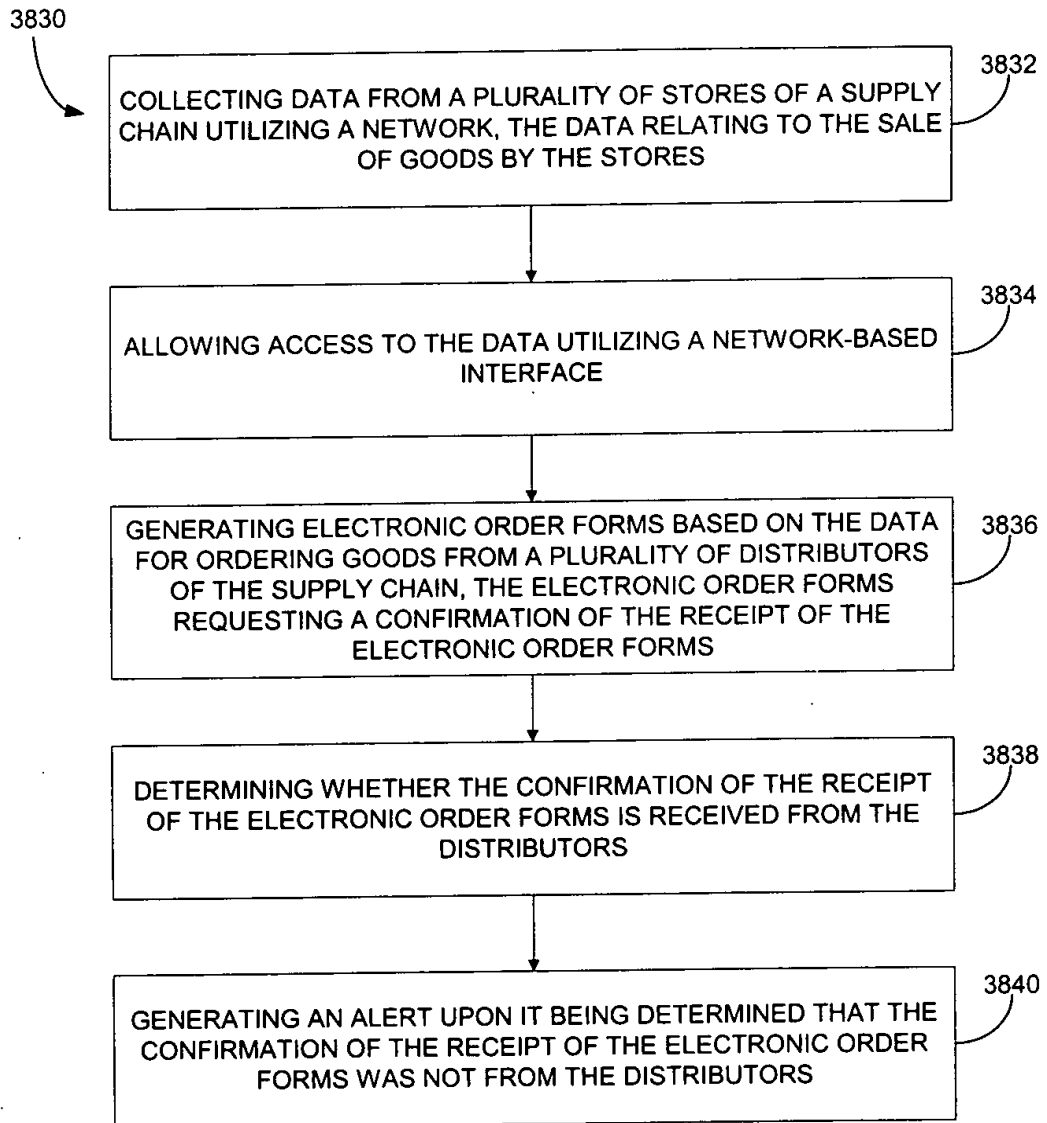 3830
3832
COLLECTING DATA FROM A PLURALITY OF STORES OF A SUPPLY
CHAIN UTILIZING A NETWORK, THE DATA RELATING TO THE SALE
OF GOODS BY THE STORES
3834
ALLOWING ACCESS TO THE DATA UTILIZING A NETWORK-BASED
INTERFACE
3836
GENERATING ELECTRONIC ORDER FORMS BASED ON THE DATA
FOR ORDERING GOODS FROM A PLURALITY OF DISTRIBUTORS
OF THE SUPPLY CHAIN, THE ELECTRONIC ORDER FORMS
REQUESTING A CONFIRMATION OF THE RECEIPT OF THE
ELECTRONIC ORDER FORMS
3838
DETERMINING WHETHER THE CONFIRMATION OF THE RECEIPT
OF THE ELECTRONIC ORDER FORMS IS RECEIVED FROM THE
DISTRIBUTORS
3840
GENERATING AN ALERT UPON IT BEING DETERMINED THAT THE
CONFIRMATION OF THE RECEIPT OF THE ELECTRONIC ORDER
FORMS WAS NOT FROM THE DISTRIBUTORS